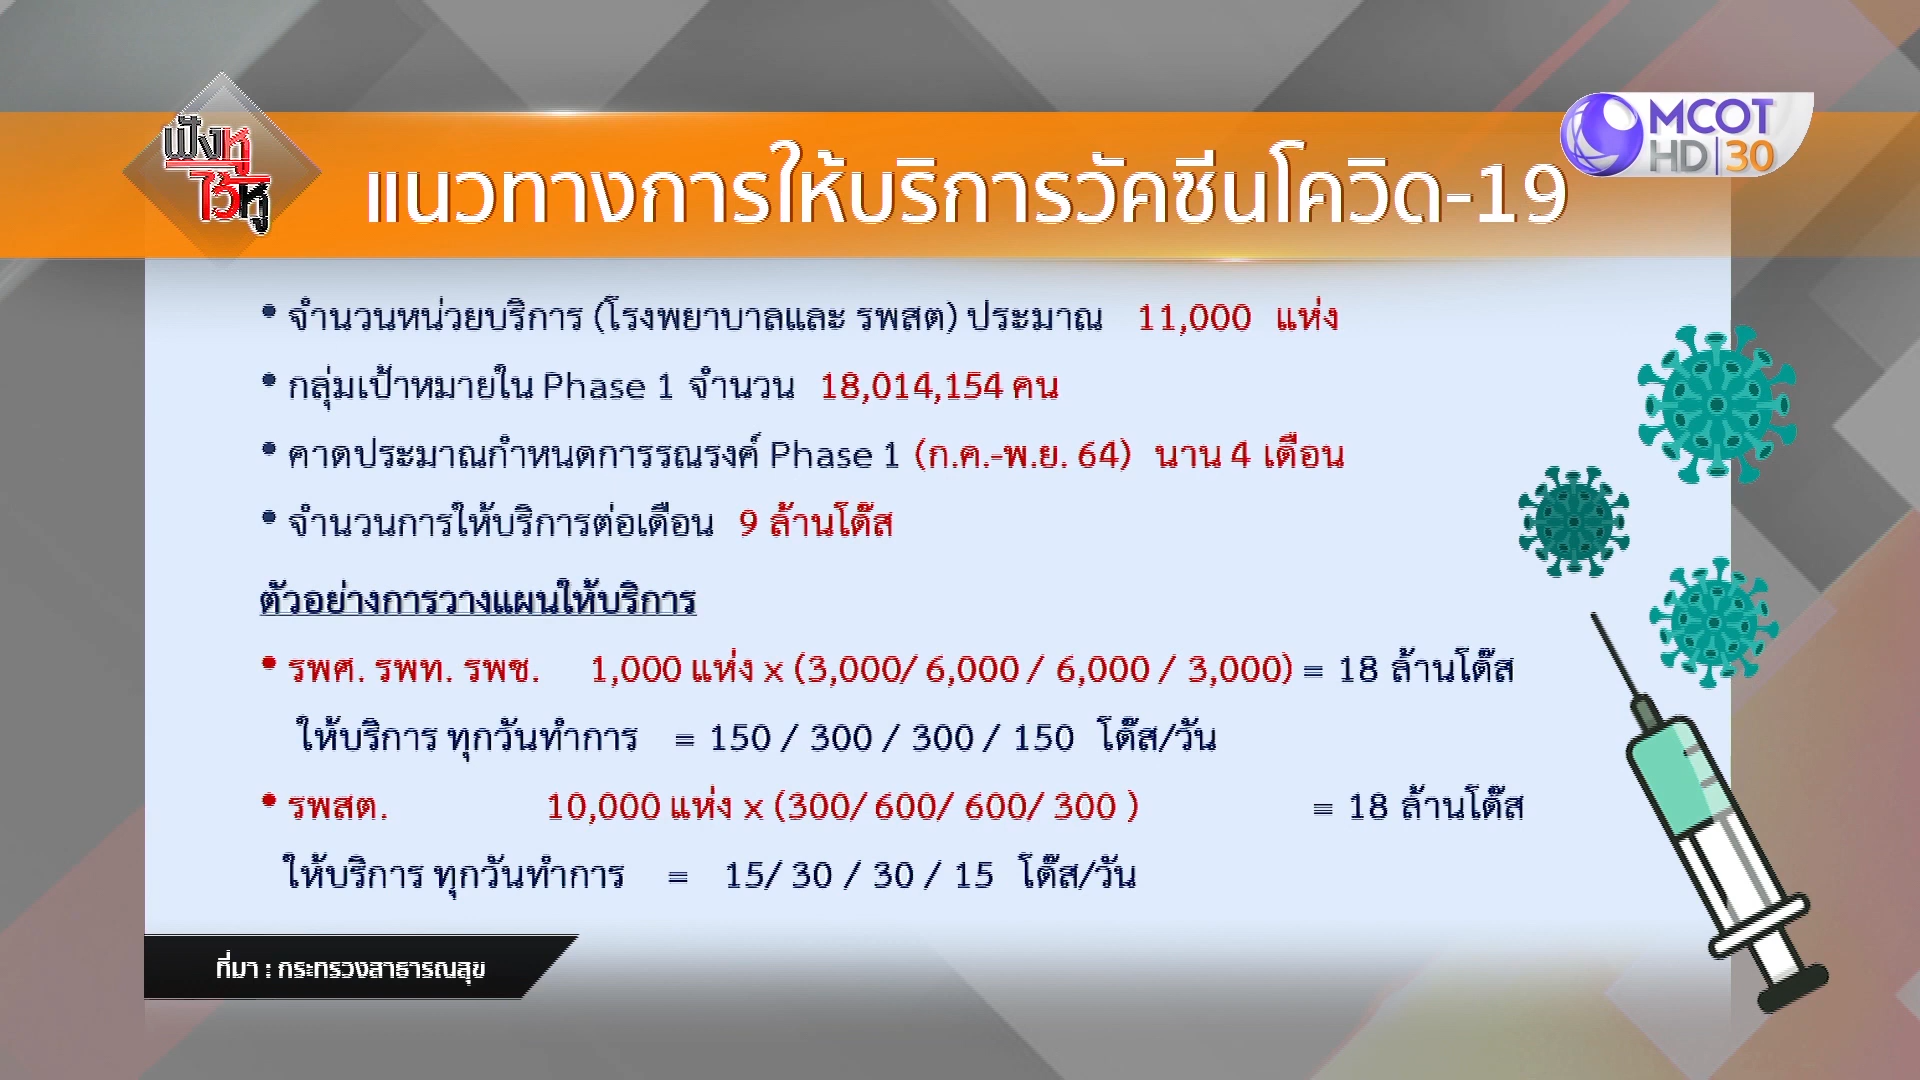 ฟังหู
ไว้หู
MCOT
HD 30
แนวทางการให้บริการวัคซีนโควิด-19
• จำนวนหน่วยบริการ (โรงพยาบาลและ รพสต) ประมาณ 11,000 แห่ง
• กลุ่มเป้าหมายใน Phase 1 จำนวน 18,014,154 คน
• คาดประมาณกำหนดการรณรงค์ Phase 1 (ก.ค.-พ.ย. 64) นาน 4 เดือน
• จำนวนการให้บริการต่อเดือน 9 ล้านโด๊ส
ตัวอย่างการวางแผนให้บริการ
• รพศ. รพท. รพช. 1,000 แห่ง x (3,000/ 6,000 / 6,000 / 3,000) = 18 ล้านโด๊ส
ให้บริการ ทุกวันทำการ = 150 / 300 / 300 / 150 โด๊ส/วัน
• รพสต. 10,000 แห่ง x (300/ 600/ 600/ 300 ) = 18 ล้านโด๊ส
ให้บริการ ทุกวันทำการ = 15/ 30 / 30 / 15 โด๊ส/วัน
ที่มา : กระทรวงสาธารณสุข